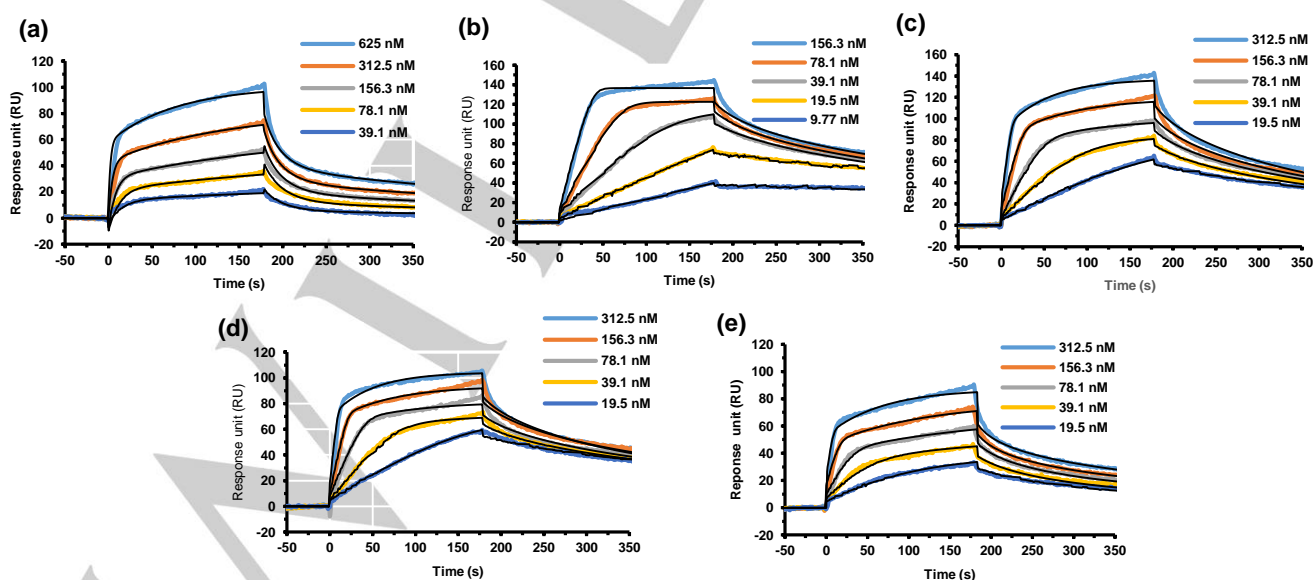 (a)
625 nM
312.5 nM
156.3 nM
78.1 nM
39.1 nM
Response unit (RU)
120
100
80
60
40
20
0
-20
-50 0 50 100 150 200 250 300 350
Time (s)
(b)
156.3 nM
78.1 nM
39.1 nM
19.5 nM
9.77 nM
Response unit (RU)
160
140
120
100
80
60
40
20
0
-20
-50 0 50 100 150 200 250 300 350
Time (s)
(c)
312.5 nM
156.3 nM
78.1 nM
39.1 nM
19.5 nM
Response unit (RU)
160
140
120
100
80
60
40
20
0
-20
-50 0 50 100 150 200 250 300 350
Time (s)
(d)
312.5 nM
156.3 nM
78.1 nM
39.1 nM
19.5 nM
Response unit (RU)
120
100
80
60
40
20
0
-20
-50 0 50 100 150 200 250 300 350
Time (s)
(e)
312.5 nM
156.3 nM
78.1 nM
39.1 nM
19.5 nM
Reponse unit (RU)
120
100
80
60
40
20
0
-20
-50 0 50 100 150 200 250 300 350
Time (s)